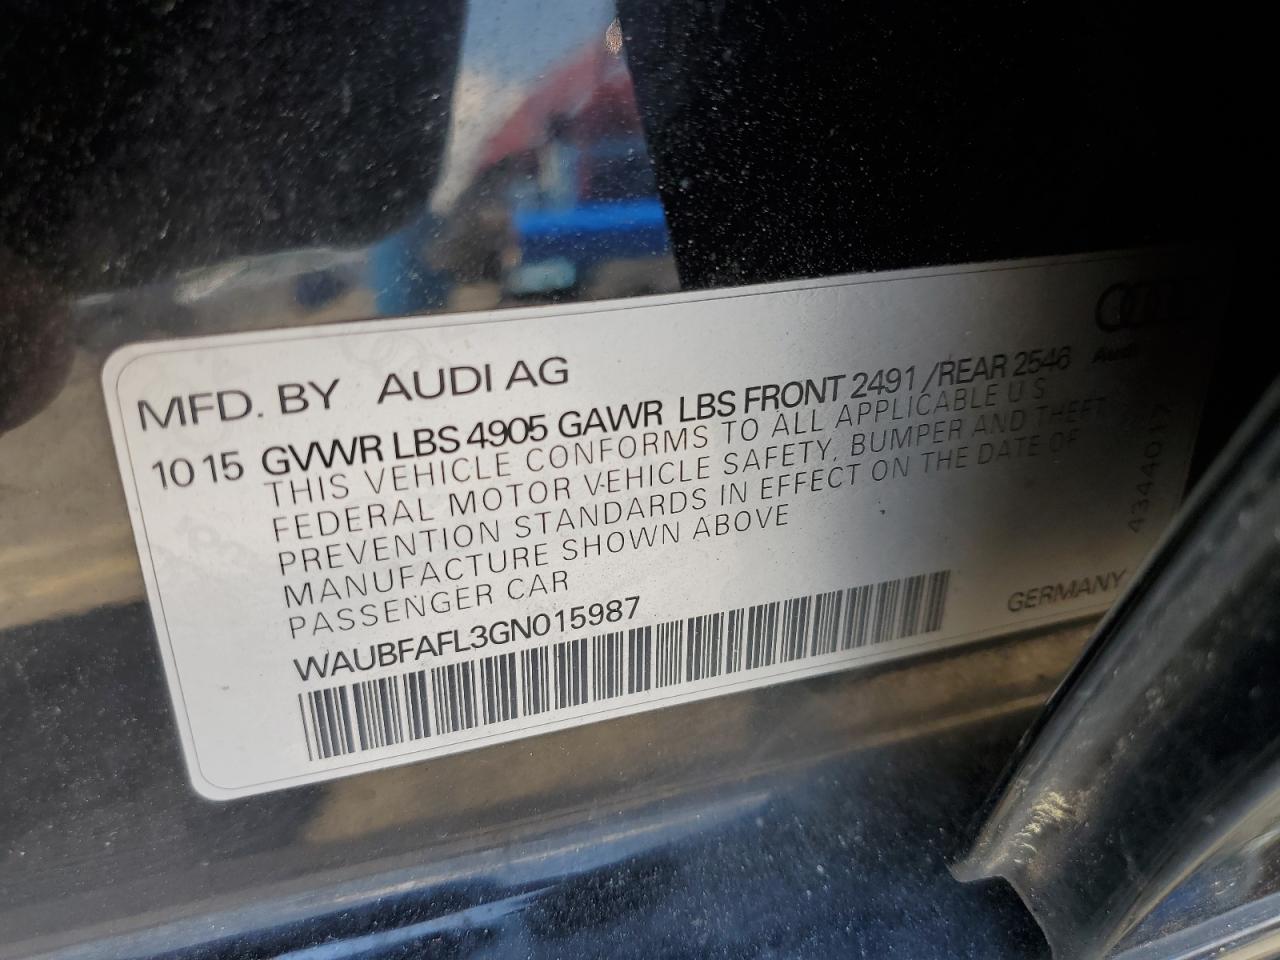 MFD. BY AUDI AG
10 15 GVWR LBS 4905 GAWR LBS FRONT 2491 /REAR 2546
THIS VEHICLE CONFORMS TO ALL APPLICABLE U S
FEDERAL MOTOR VEHICLE SAFETY, BUMPER AND THEFT
PREVENTION STANDARDS IN EFFECT ON THE DATE OF
MANUFACTURE SHOWN ABOVE
PASSENGER CAR
WAUBFAFL3GN015987
GERMANY
4344017
Audi